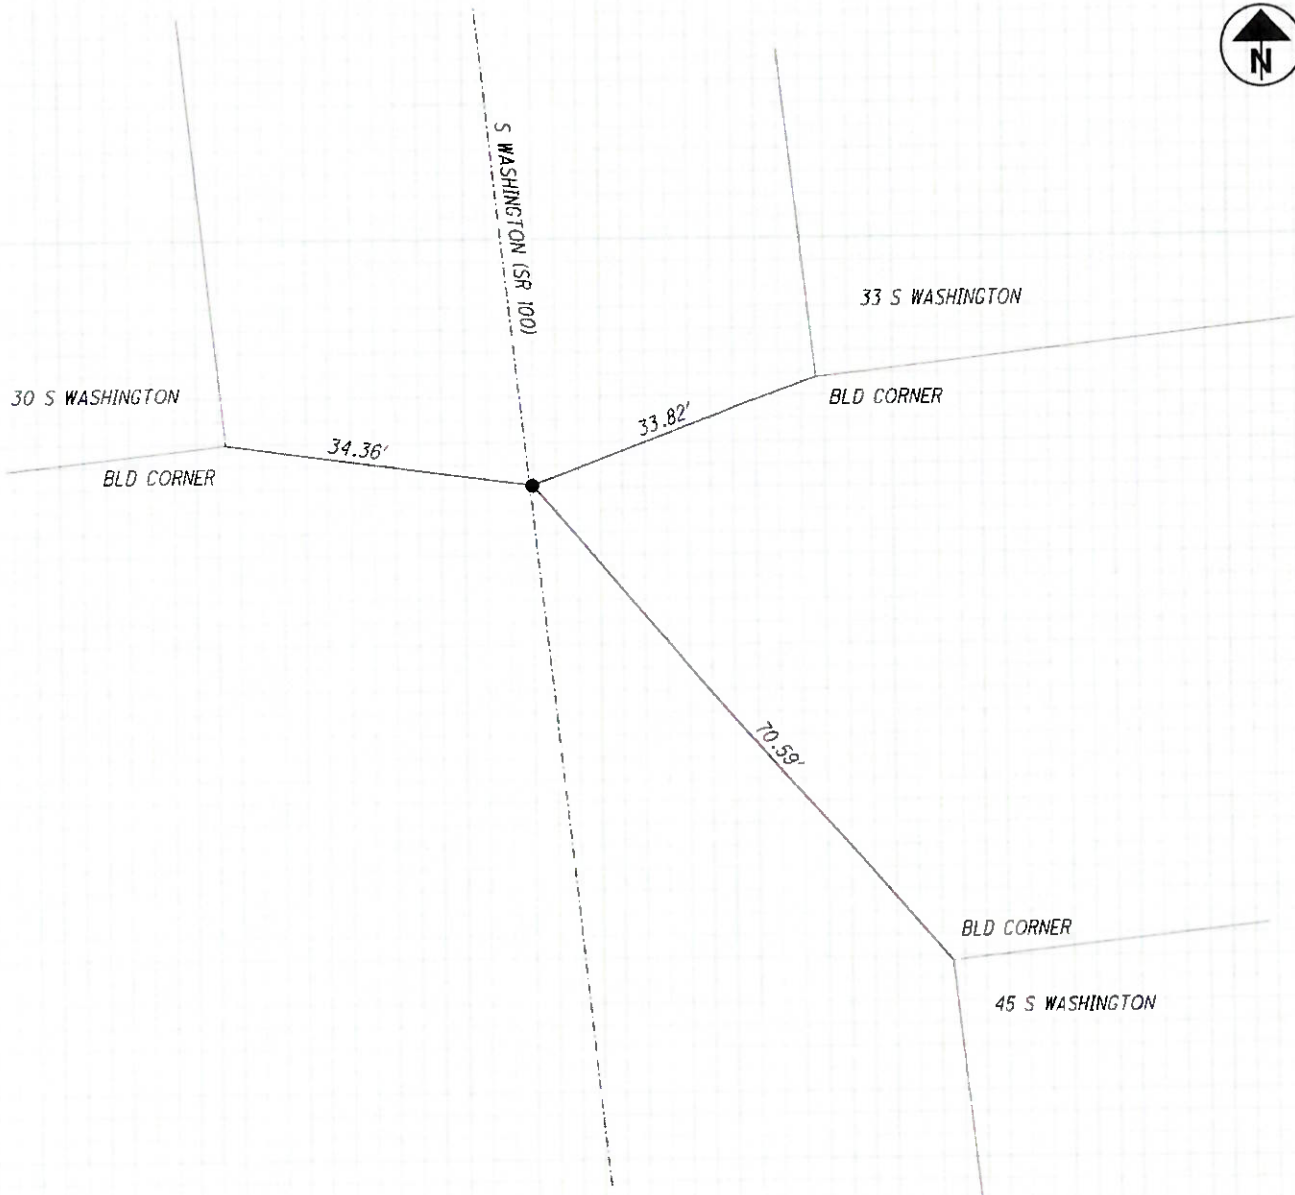 N
S WASHINGTON (SR 100)
33 S WASHINGTON
30 S WASHINGTON
BLD CORNER
33.82'
34.36'
BLD CORNER
70.59'
BLD CORNER
45 S WASHINGTON